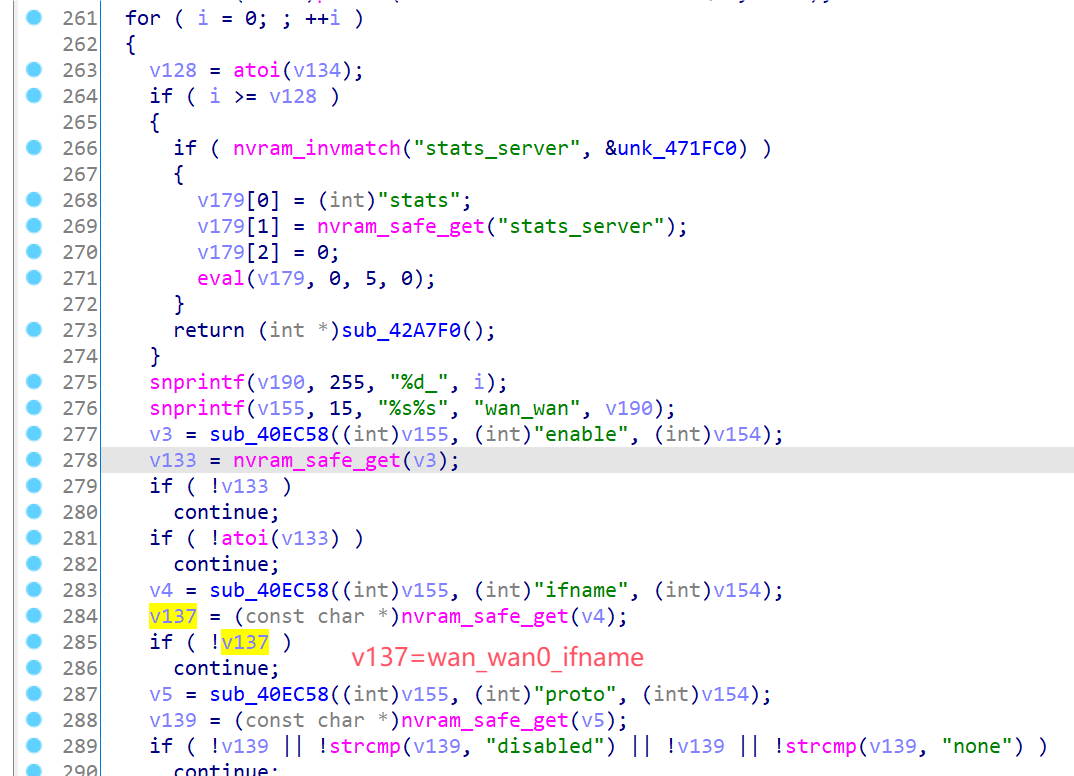 261 for ( i = 0; ; ++i )
262 {
263 v128 = atoi(v134);
264 if ( i >= v128 )
265 {
266 if ( nvram_invmatch("stats_server", &unk_471FC0) )
267 {
268 v179[0] = (int)"stats";
269 v179[1] = nvram_safe_get("stats_server");
270 v179[2] = 0;
271 eval(v179, 0, 5, 0);
272 }
273 return (int *)sub_42A7F0();
274 }
275 snprintf(v190, 255, "%d_", i);
276 snprintf(v155, 15, "%s%s", "wan_wan", v190);
277 v3 = sub_40EC58((int)v155, (int)"enable", (int)v154);
278 v133 = nvram_safe_get(v3);
279 if ( !v133 )
280 continue;
281 if ( !atoi(v133) )
282 continue;
283 v4 = sub_40EC58((int)v155, (int)"ifname", (int)v154);
284 v137 = (const char *)nvram_safe_get(v4);
285 if ( !v137 )
v137=wan_wan0_ifname
286 continue;
287 v5 = sub_40EC58((int)v155, (int)"proto", (int)v154);
288 v139 = (const char *)nvram_safe_get(v5);
289 if ( !v139 || !strcmp(v139, "disabled") || !v139 || !strcmp(v139, "none") )
290 continue;